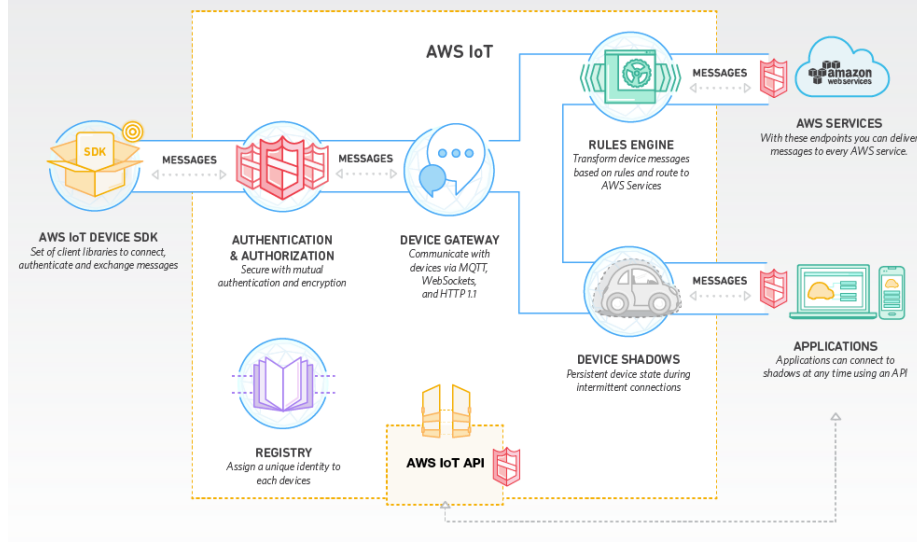 AWS IoT
SDK
MESSAGES
MESSAGES
MESSAGES
amazon
web services
AWS SERVICES
With these endpoints you can deliver
messages to every AWS service.
RULES ENGINE
Transform device messages
based on rules and route to
AWS Services
AWS IoT DEVICE SDK
Set of client libraries to connect,
authenticate and exchange messages
AUTHENTICATION
& AUTHORIZATION
Secure with mutual
authentication and encryption
DEVICE GATEWAY
Communicate with
devices via MQTT,
WebSockets,
and HTTP 1.1
MESSAGES
DEVICE SHADOWS
Persistent device state during
intermittent connections
APPLICATIONS
Applications can connect to
shadows at any time using an API
REGISTRY
Assign a unique identity to
each devices
AWS IoT API